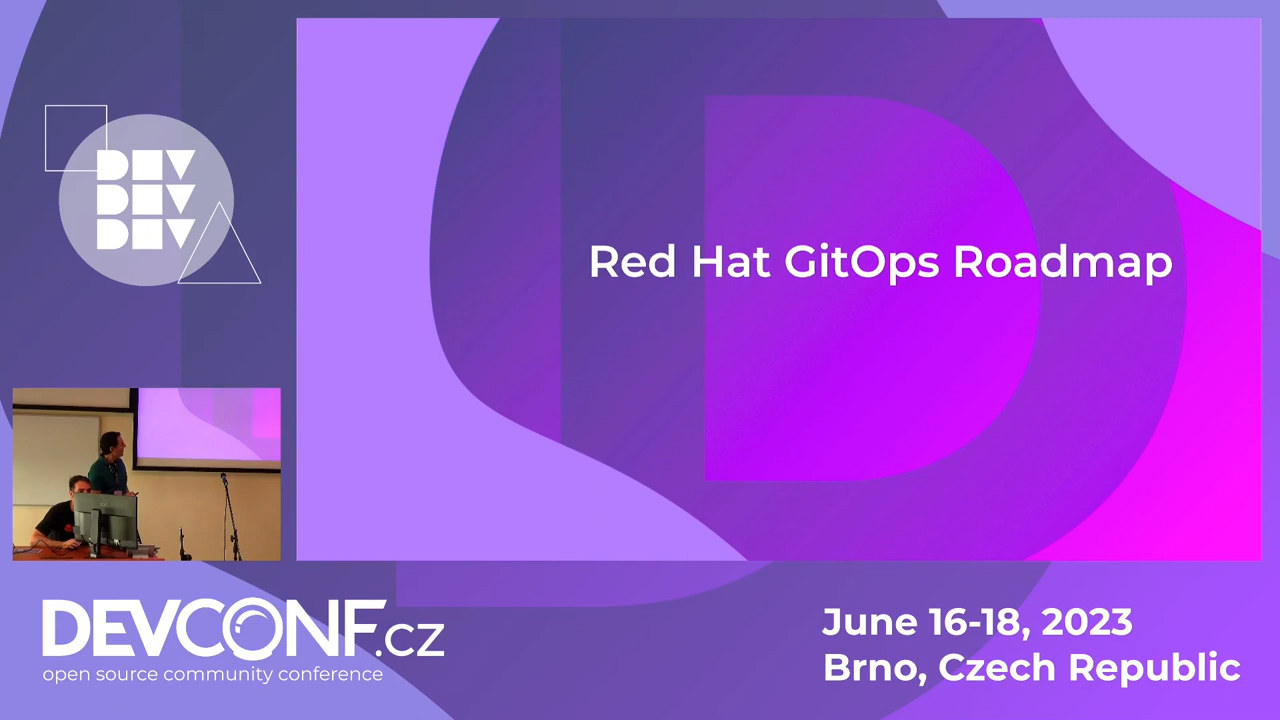 DEV
DEV
DEV
Red Hat GitOps Roadmap
DEVCONF.cz
open source community conference
June 16-18, 2023
Brno, Czech Republic